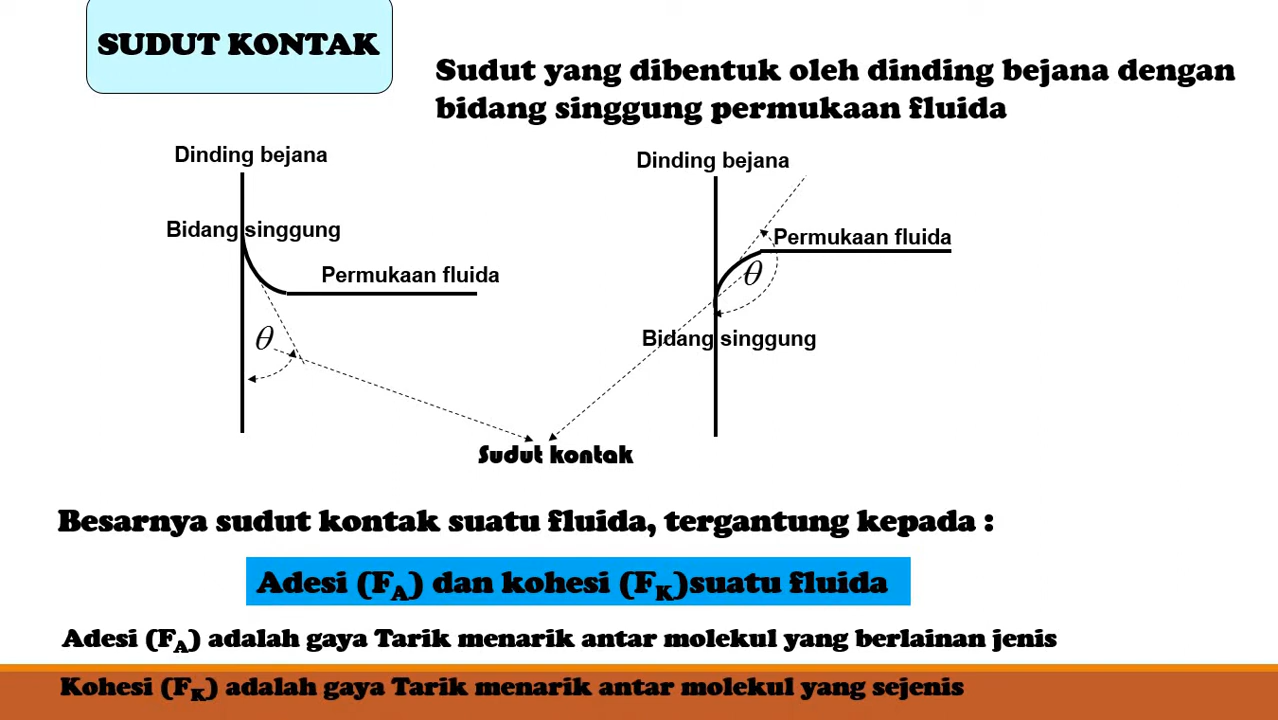 SUDUT KONTAK
Sudut yang dibentuk oleh dinding bejana dengan
bidang singgung permukaan fluida
Dinding bejana
Bidang singgung
Permukaan fluida
θ
Dinding bejana
Permukaan fluida
θ
Bidang singgung
Sudut kontak
Besarnya sudut kontak suatu fluida, tergantung kepada :
Adesi (FA) dan kohesi (FK)suatu fluida
Adesi (FA) adalah gaya Tarik menarik antar molekul yang berlainan jenis
Kohesi (FK) adalah gaya Tarik menarik antar molekul yang sejenis